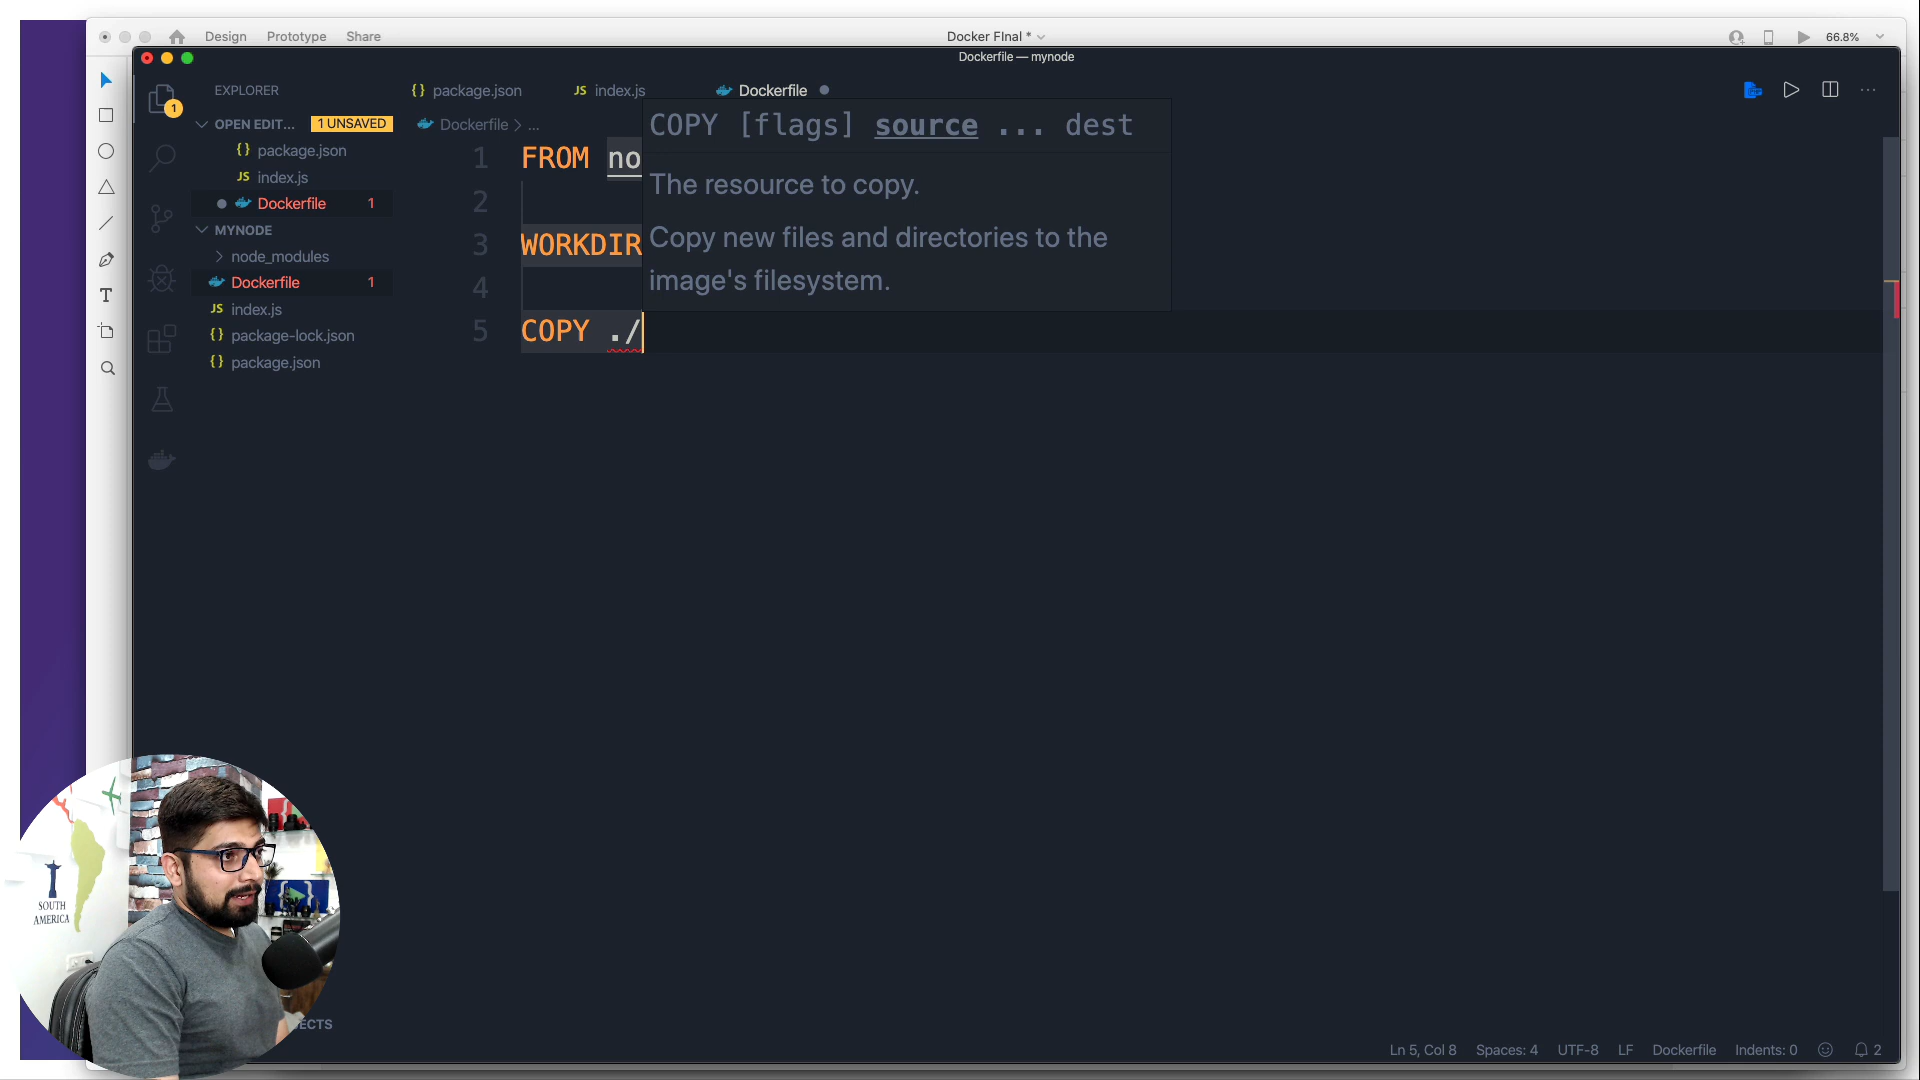 Design Prototype Share Docker FInal * 66.8%
Dockerfile — mynode
EXPLORER
{} package.json JS index.js Dockerfile
OPEN EDIT... 1 UNSAVED
{} package.json
JS index.js
Dockerfile 1
MYNODE
node_modules
Dockerfile 1
JS index.js
{} package-lock.json
{} package.json
1
Dockerfile > ...
COPY [flags] source ... dest
The resource to copy.
Copy new files and directories to the
image's filesystem.
1 FROM no
2
3 WORKDIR
4
5 COPY ./
T
SOUTH
AMERICA
ECTS
Ln 5, Col 8 Spaces: 4 UTF-8 LF Dockerfile Indents: 0 2